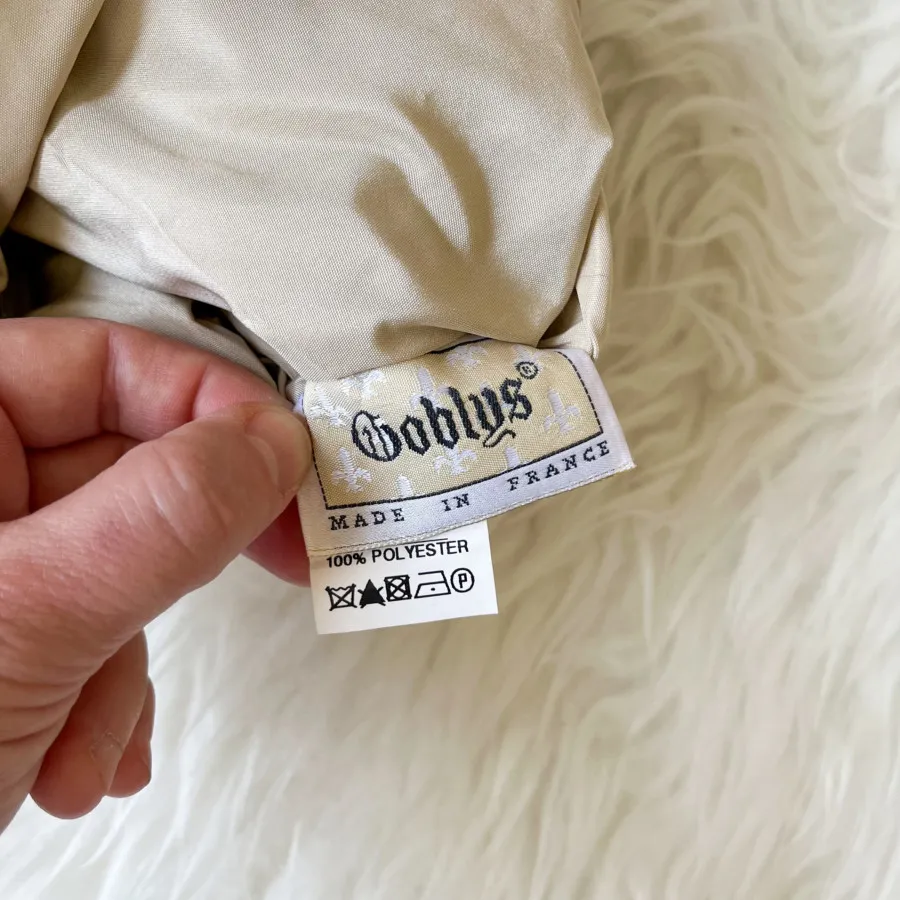 Goblys®
MADE IN FRANCE
100% POLYESTER
P